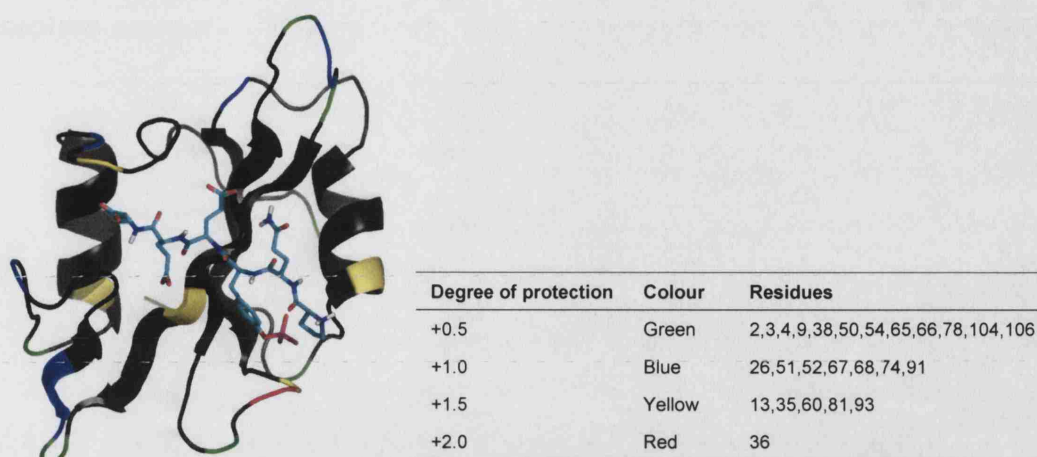 Degree of protection Colour Residues
+0.5 Green 2,3,4,9,38,50,54,65,66,78,104,106
+1.0 Blue 26,51,52,67,68,74,91
+1.5 Yellow 13,35,60,81,93
+2.0 Red 36